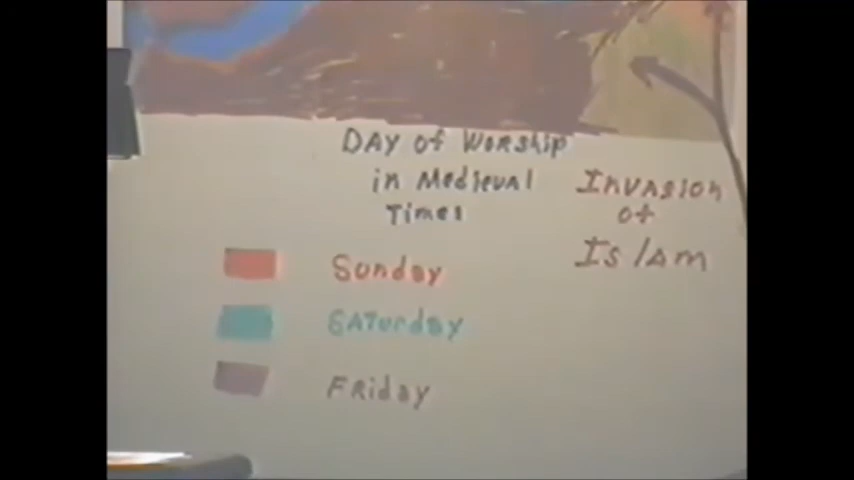 DAY of Worship
in Medieval
Times
Invasion
of
Islam
Sunday
Saturday
Friday